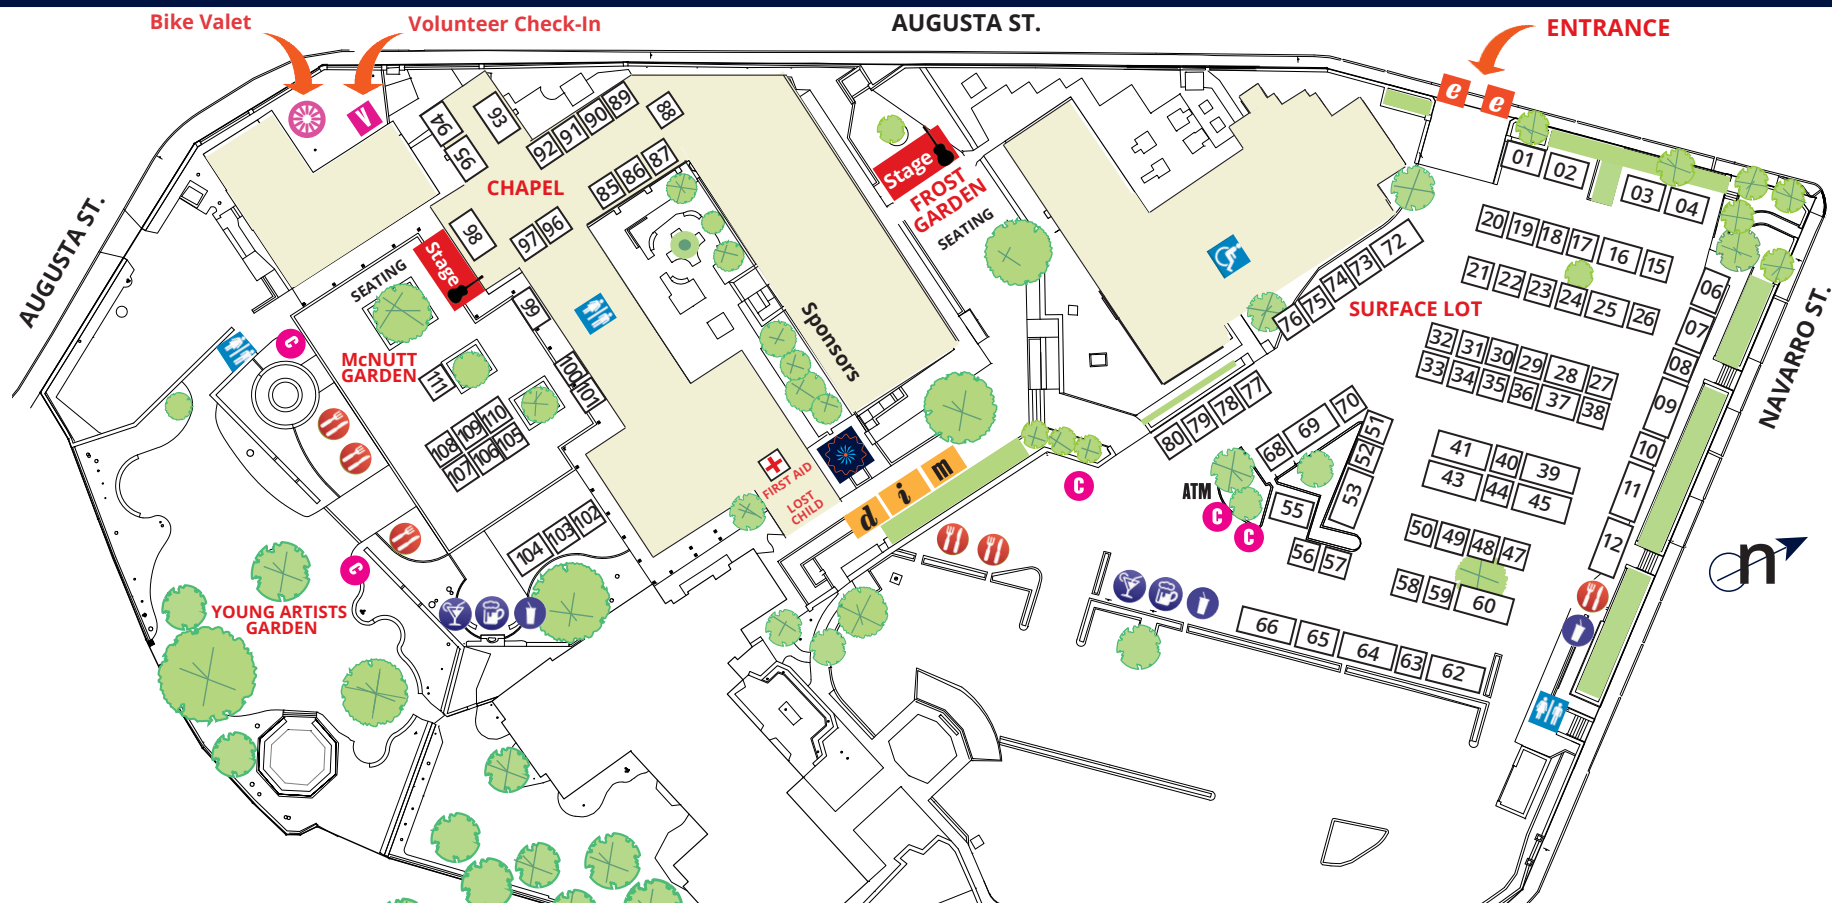 Bike Valet
Volunteer Check-In
AUGUSTA ST.
ENTRANCE
e
e
V
AUGUSTA ST.
NAVARRO ST.
CHAPEL
94
95
93
92
91
90
89
88
85
86
87
98
97
96
Stage
SEATING
Stage
FROST
GARDEN
SEATING
Sponsors
McNUTT
GARDEN
99
100
101
111
108
109
110
107
106
105
104
103
102
C
C
YOUNG ARTISTS
GARDEN
FIRST AID
LOST
CHILD
d
i
m
C
ATM
C
C
SURFACE LOT
01
02
03
04
20
19
18
17
16
15
21
22
23
24
25
26
06
07
08
09
10
11
12
32
31
30
29
28
27
33
34
35
36
37
38
41
40
39
43
44
45
50
49
48
47
58
59
60
66
65
64
63
62
72
73
74
75
76
77
78
79
80
68
69
70
51
52
53
55
56
57
n